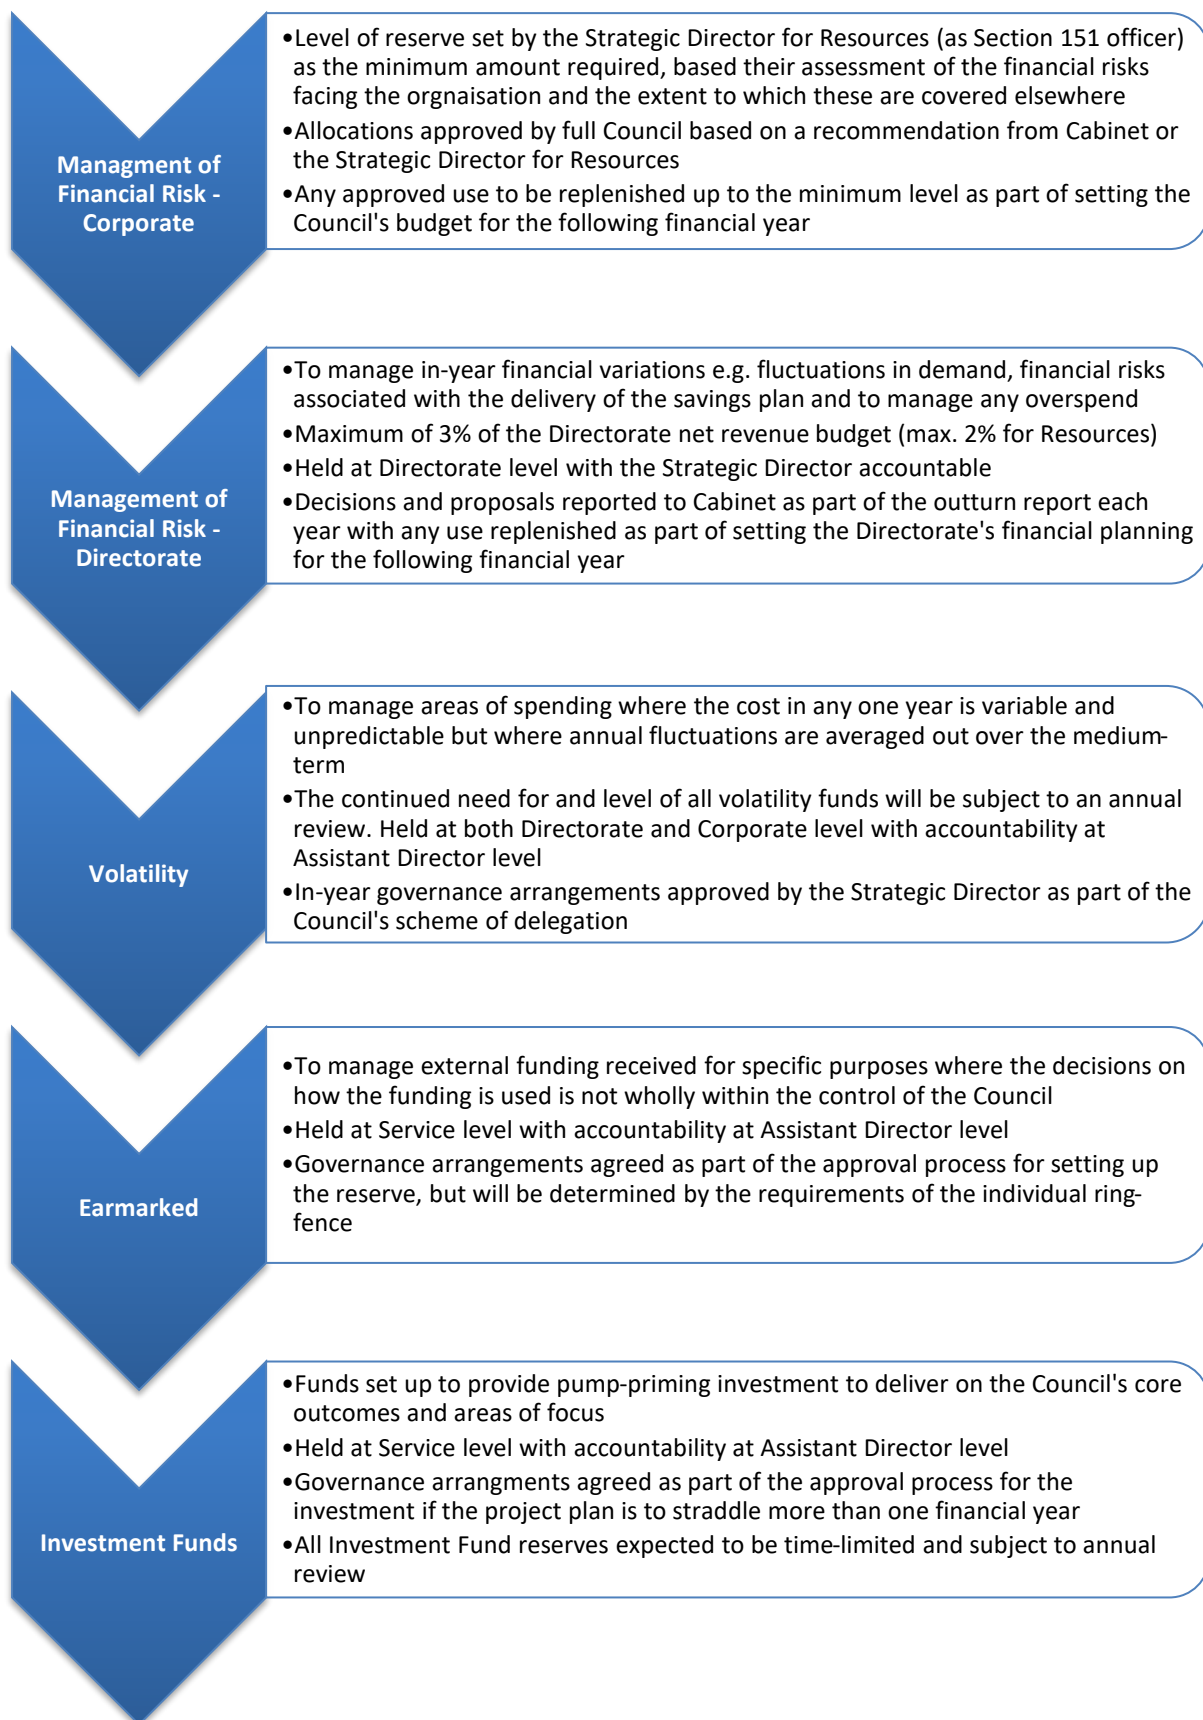 Managment of
Financial Risk -
Corporate
•Level of reserve set by the Strategic Director for Resources (as Section 151 officer)
as the minimum amount required, based their assessment of the financial risks
facing the orgnaisation and the extent to which these are covered elsewhere
•Allocations approved by full Council based on a recommendation from Cabinet or
the Strategic Director for Resources
•Any approved use to be replenished up to the minimum level as part of setting the
Council's budget for the following financial year
Management of
Financial Risk -
Directorate
•To manage in-year financial variations e.g. fluctuations in demand, financial risks
associated with the delivery of the savings plan and to manage any overspend
•Maximum of 3% of the Directorate net revenue budget (max. 2% for Resources)
•Held at Directorate level with the Strategic Director accountable
•Decisions and proposals reported to Cabinet as part of the outturn report each
year with any use replenished as part of setting the Directorate's financial planning
for the following financial year
Volatility
•To manage areas of spending where the cost in any one year is variable and
unpredictable but where annual fluctuations are averaged out over the medium-
term
•The continued need for and level of all volatility funds will be subject to an annual
review. Held at both Directorate and Corporate level with accountability at
Assistant Director level
•In-year governance arrangements approved by the Strategic Director as part of the
Council's scheme of delegation
Earmarked
•To manage external funding received for specific purposes where the decisions on
how the funding is used is not wholly within the control of the Council
•Held at Service level with accountability at Assistant Director level
•Governance arrangements agreed as part of the approval process for setting up
the reserve, but will be determined by the requirements of the individual ring-
fence
Investment Funds
•Funds set up to provide pump-priming investment to deliver on the Council's core
outcomes and areas of focus
•Held at Service level with accountability at Assistant Director level
•Governance arrangments agreed as part of the approval process for the
investment if the project plan is to straddle more than one financial year
•All Investment Fund reserves expected to be time-limited and subject to annual
review